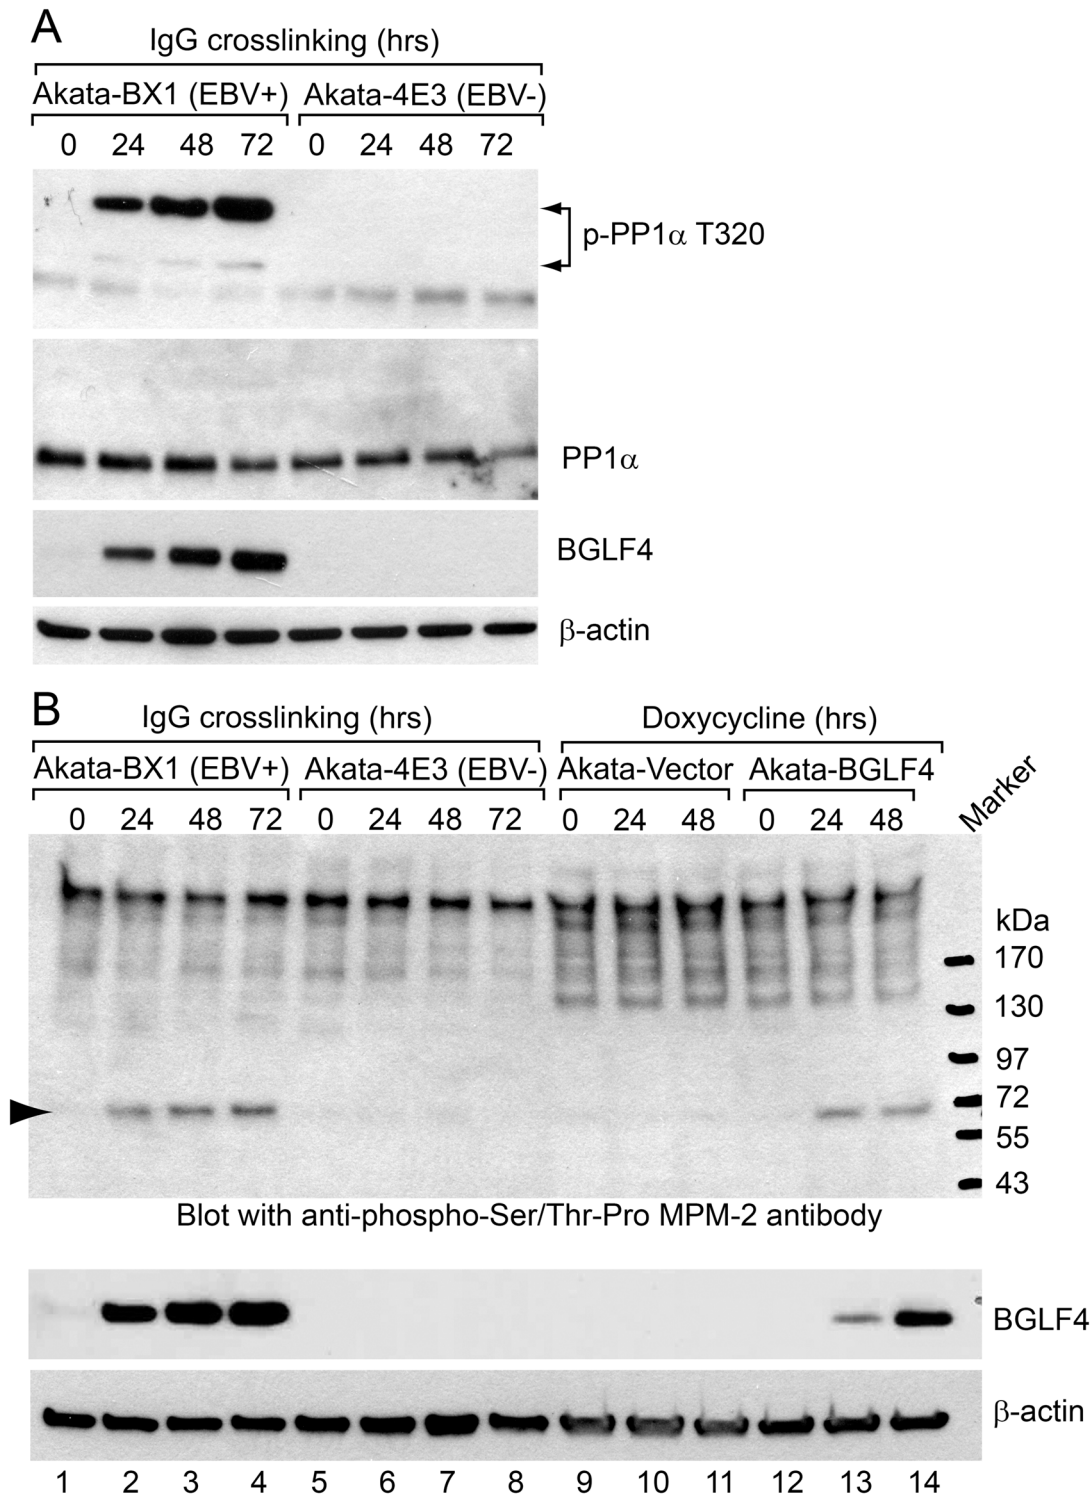 A
IgG crosslinking (hrs)
Akata-BX1 (EBV+) Akata-4E3 (EBV-)
0 24 48 72 0 24 48 72
p-PP1α T320
PP1α
BGLF4
β-actin
B
IgG crosslinking (hrs) Doxycycline (hrs)
Akata-BX1 (EBV+) Akata-4E3 (EBV-) Akata-Vector Akata-BGLF4
Marker
0 24 48 72 0 24 48 72 0 24 48 0 24 48
kDa
170
130
97
72
55
43
Blot with anti-phospho-Ser/Thr-Pro MPM-2 antibody
BGLF4
β-actin
1 2 3 4 5 6 7 8 9 10 11 12 13 14